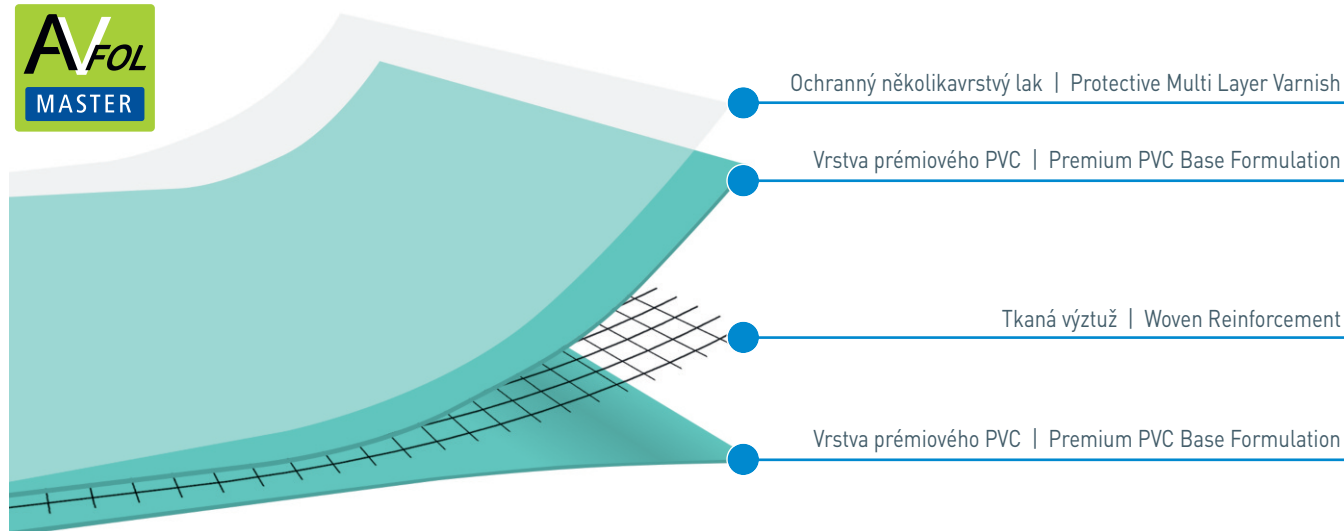 AVFOL
MASTER
Ochranný několikavrstvý lak | Protective Multi Layer Varnish
Vrstva prémiového PVC | Premium PVC Base Formulation
Tkaná výztuž | Woven Reinforcement
Vrstva prémiového PVC | Premium PVC Base Formulation